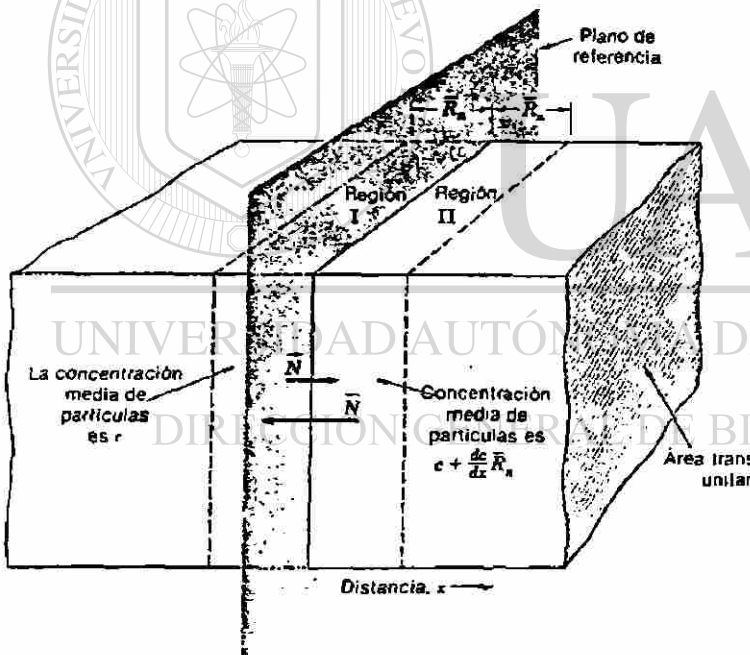 Plano de
referencia
R̄ₙ
R̄ₙ
Región
I
Región
II
UNIVERSIDAD AUTÓNOMA D
La concentración
media de
partículas
es c
N⃗
N̄
Concentración
media de
partículas es
c + dc/dx R̄ₙ
DIRECCIÓN GENERAL DE BI
Área trans
unitar
Distancia, x